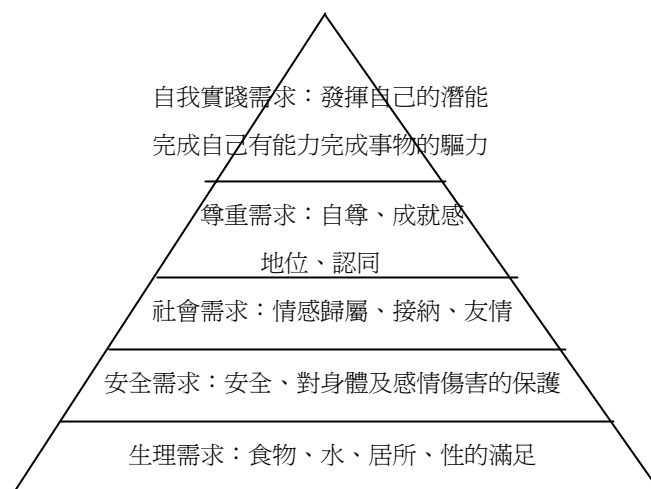 自我實踐需求：發揮自己的潛能
完成自己有能力完成事物的驅力
尊重需求：自尊、成就感
地位、認同
社會需求：情感歸屬、接納、友情
安全需求：安全、對身體及感情傷害的保護
生理需求：食物、水、居所、性的滿足